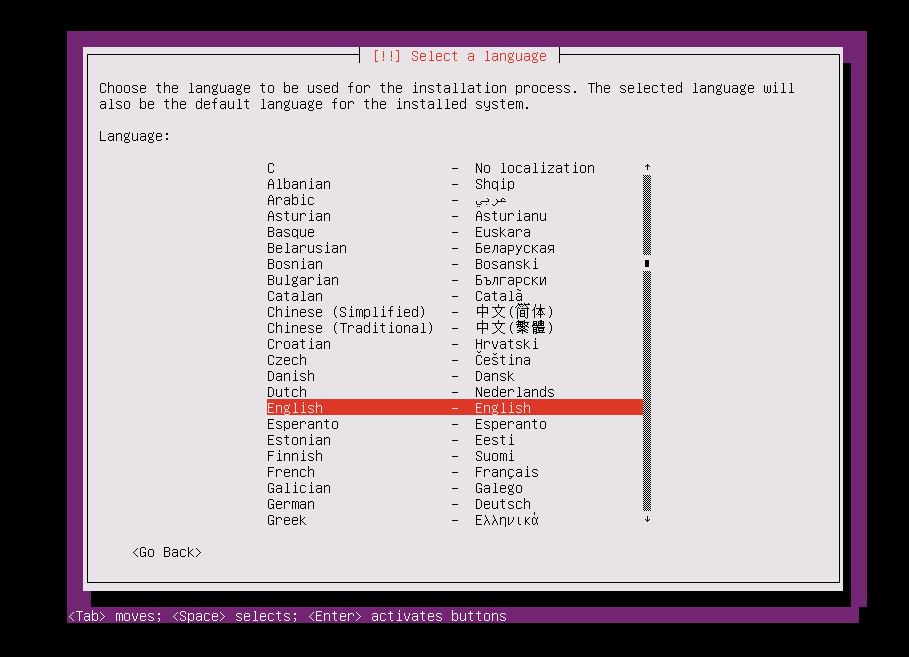 [!!] Select a language
Choose the language to be used for the installation process. The selected language will
also be the default language for the installed system.
Language:
C - No localization ↑
Albanian - Shqip
Arabic - عربي
Asturian - Asturianu
Basque - Euskara
Belarusian - Беларуская
Bosnian - Bosanski
Bulgarian - Български
Catalan - Català
Chinese (Simplified) - 中文(简体)
Chinese (Traditional) - 中文(繁體)
Croatian - Hrvatski
Czech - Čeština
Danish - Dansk
Dutch - Nederlands
English - English
Esperanto - Esperanto
Estonian - Eesti
Finnish - Suomi
French - Français
Galician - Galego
German - Deutsch
Greek - Ελληνικά ↓
<Go Back>
<Tab> moves; <Space> selects; <Enter> activates buttons